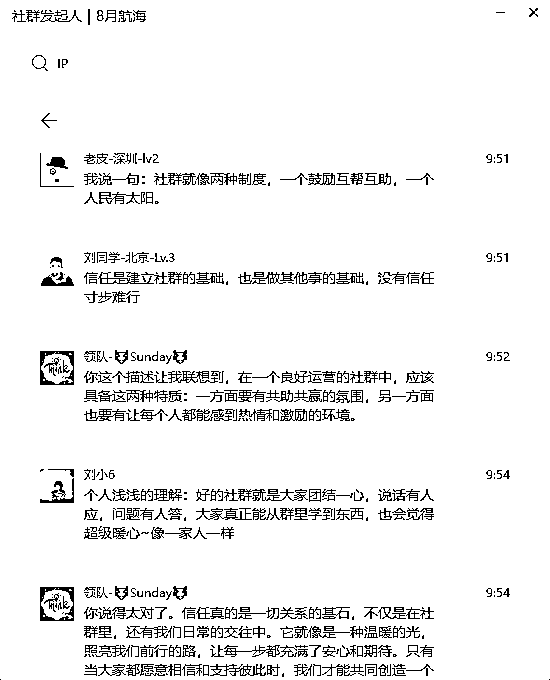 社群发起人 | 8月航海
IP
老皮-深圳-lv2
9:51
我说一句：社群就像两种制度，一个鼓励互帮互助，一个
人民有太阳。
刘同学-北京-Lv.3
9:51
信任是建立社群的基础，也是做其他事的基础，没有信任
寸步难行
领队-Sunday
9:52
你这个描述让我联想到，在一个良好运营的社群中，应该
具备这两种特质：一方面要有共助共赢的氛围，另一方面
也要有让每个人都能感到热情和激励的环境。
刘小6
9:54
个人浅浅的理解：好的社群就是大家团结一心，说话有人
应，问题有人答，大家真正能从群里学到东西，也会觉得
超级暖心~像一家人一样
领队-Sunday
9:54
你说得太对了。信任真的是一切关系的基石，不仅是在社
群里，还有我们日常的交往中。它就像是一种温暖的光，
照亮我们前行的路，让每一步都充满了安心和期待。只有
当大家都愿意相信和支持彼此时，我们才能共同创造一个